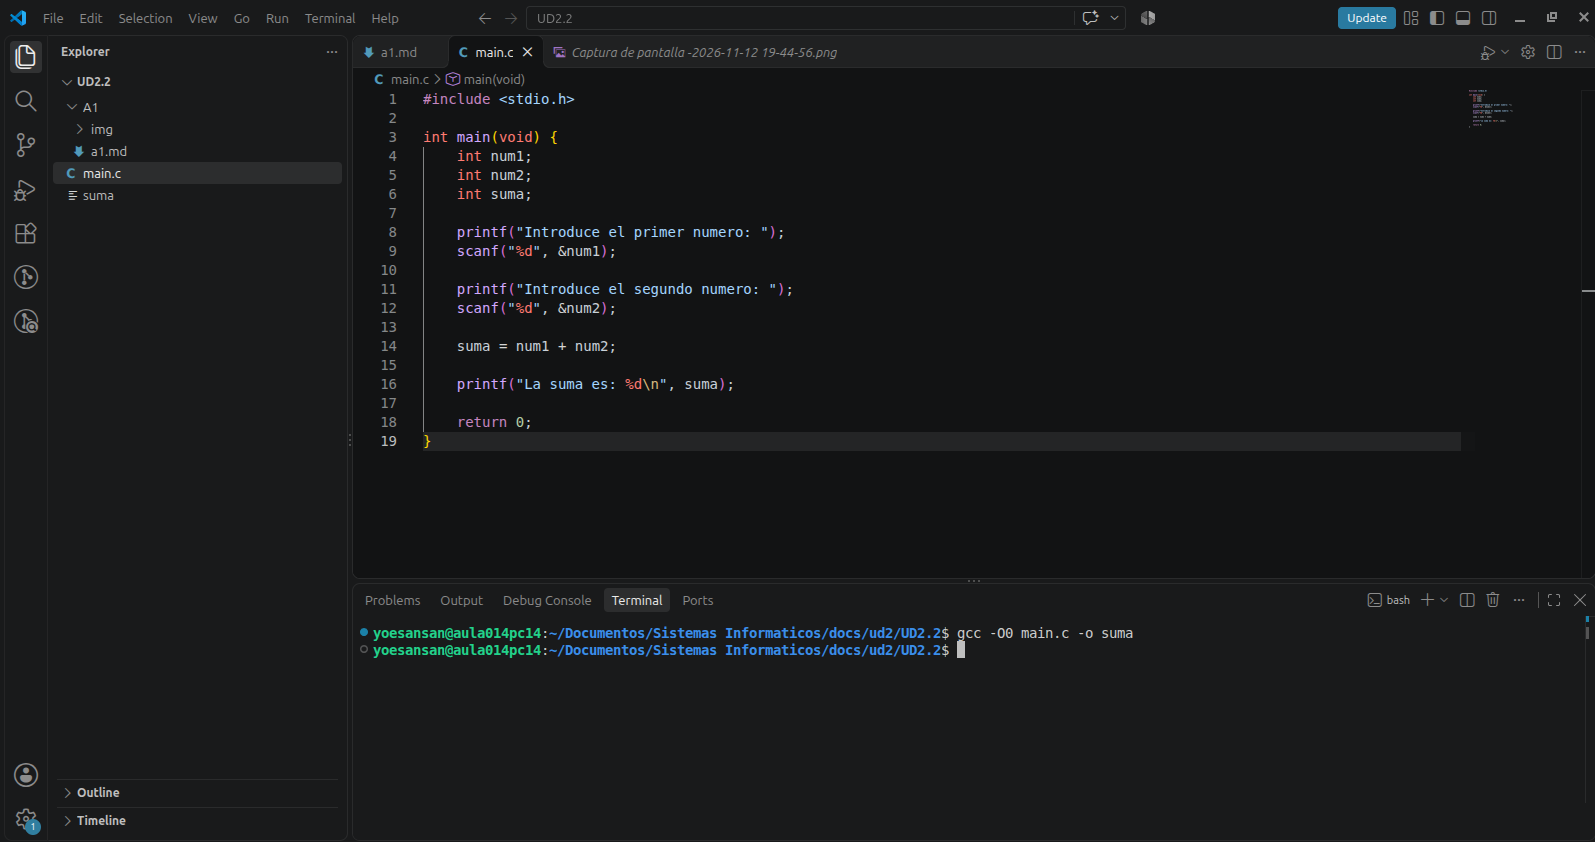 File Edit Selection View Go Run Terminal Help UD2.2 Update
Explorer
UD2.2
A1
img
a1.md
main.c
suma
Outline
Timeline
1
a1.md main.c Captura de pantalla -2026-11-12 19-44-56.png
C main.c > main(void)
1 #include <stdio.h>
2
3 int main(void) {
4 int num1;
5 int num2;
6 int suma;
7
8 printf("Introduce el primer numero: ");
9 scanf("%d", &num1);
10
11 printf("Introduce el segundo numero: ");
12 scanf("%d", &num2);
13
14 suma = num1 + num2;
15
16 printf("La suma es: %d\n", suma);
17
18 return 0;
19 }
Problems Output Debug Console Terminal Ports bash
yoesansan@aula014pc14:~/Documentos/Sistemas Informaticos/docs/ud2/UD2.2$ gcc -O0 main.c -o suma
yoesansan@aula014pc14:~/Documentos/Sistemas Informaticos/docs/ud2/UD2.2$